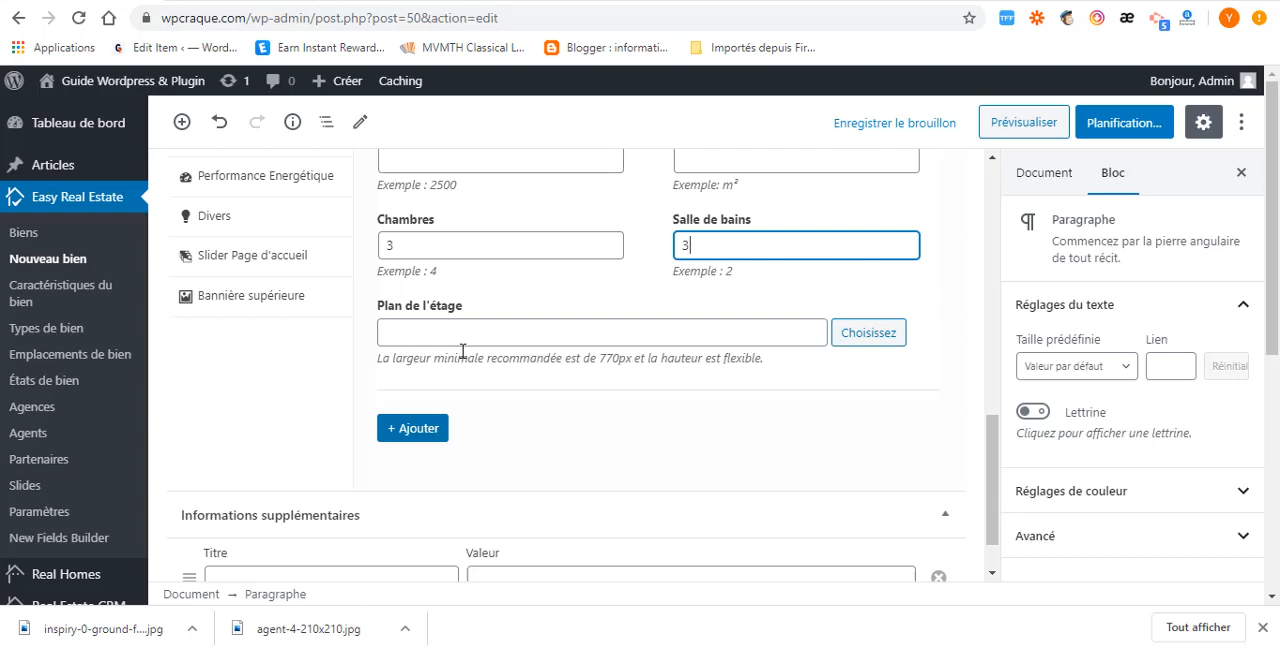 wpcraque.com/wp-admin/post.php?post=50&action=edit
TFF
æ
5
Y
Applications
Edit Item ‹ — Word...
Earn Instant Reward...
MVMTH Classical L...
Blogger : informati...
Importés depuis Fir...
Guide Wordpress & Plugin
1
0
Créer
Caching
Bonjour, Admin
Tableau de bord
Enregistrer le brouillon
Prévisualiser
Planification...
Articles
Easy Real Estate
Biens
Nouveau bien
Caractéristiques du
bien
Types de bien
Emplacements de bien
États de bien
Agences
Agents
Partenaires
Slides
Paramètres
New Fields Builder
Real Homes
Real Estate CRM
Performance Energétique
Divers
Slider Page d'accueil
Bannière supérieure
Exemple : 2500
Exemple: m²
Chambres
Salle de bains
3
3
Exemple : 4
Exemple : 2
Plan de l'étage
Choisissez
La largeur minimale recommandée est de 770px et la hauteur est flexible.
+ Ajouter
Informations supplémentaires
Titre
Valeur
Document → Paragraphe
Document
Bloc
Paragraphe
Commencez par la pierre angulaire
de tout récit.
Réglages du texte
Taille prédéfinie
Lien
Valeur par défaut
Réinitial
Lettrine
Cliquez pour afficher une lettrine.
Réglages de couleur
Avancé
inspiry-0-ground-f....jpg
agent-4-210x210.jpg
Tout afficher